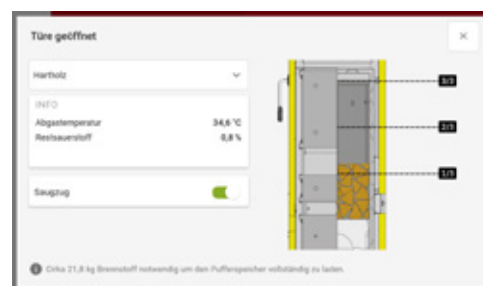 Türe geöffnet
Hartholz
INFO
Abgastemperatur 34,6 °C
Restsauerstoff 0,8 %
Saugzug
3/3
2/3
1/3
Cirka 21,8 kg Brennstoff notwendig um den Pufferspeicher vollständig zu laden.